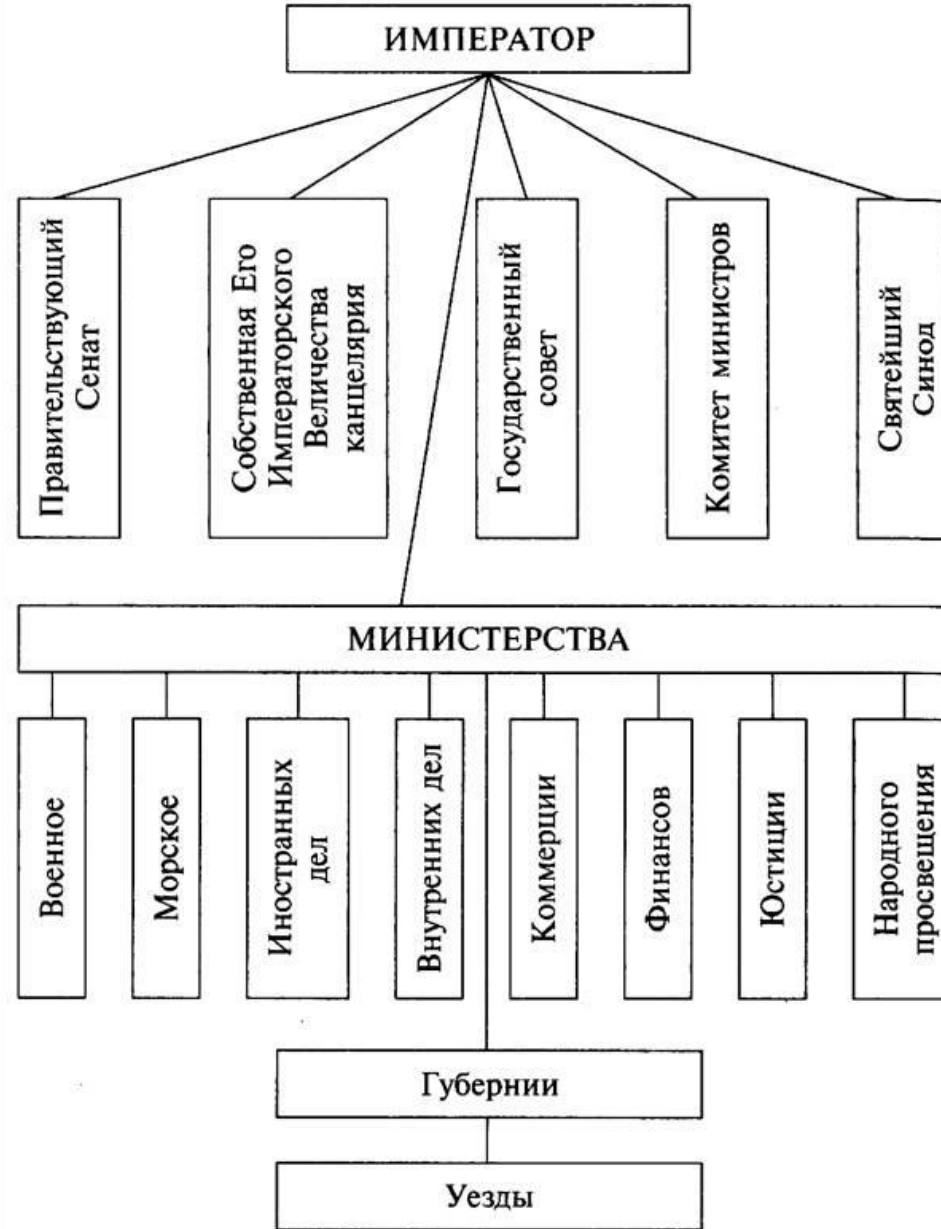 ИМПЕРАТОР
Правительствующий
Сенат
Собственная Его
Императорского
Величества
канцелярия
Государственный
совет
Комитет министров
Святейший
Синод
МИНИСТЕРСТВА
Военное
Морское
Иностранных
дел
Внутренних дел
Коммерции
Финансов
Юстиции
Народного
просвещения
Губернии
Уезды